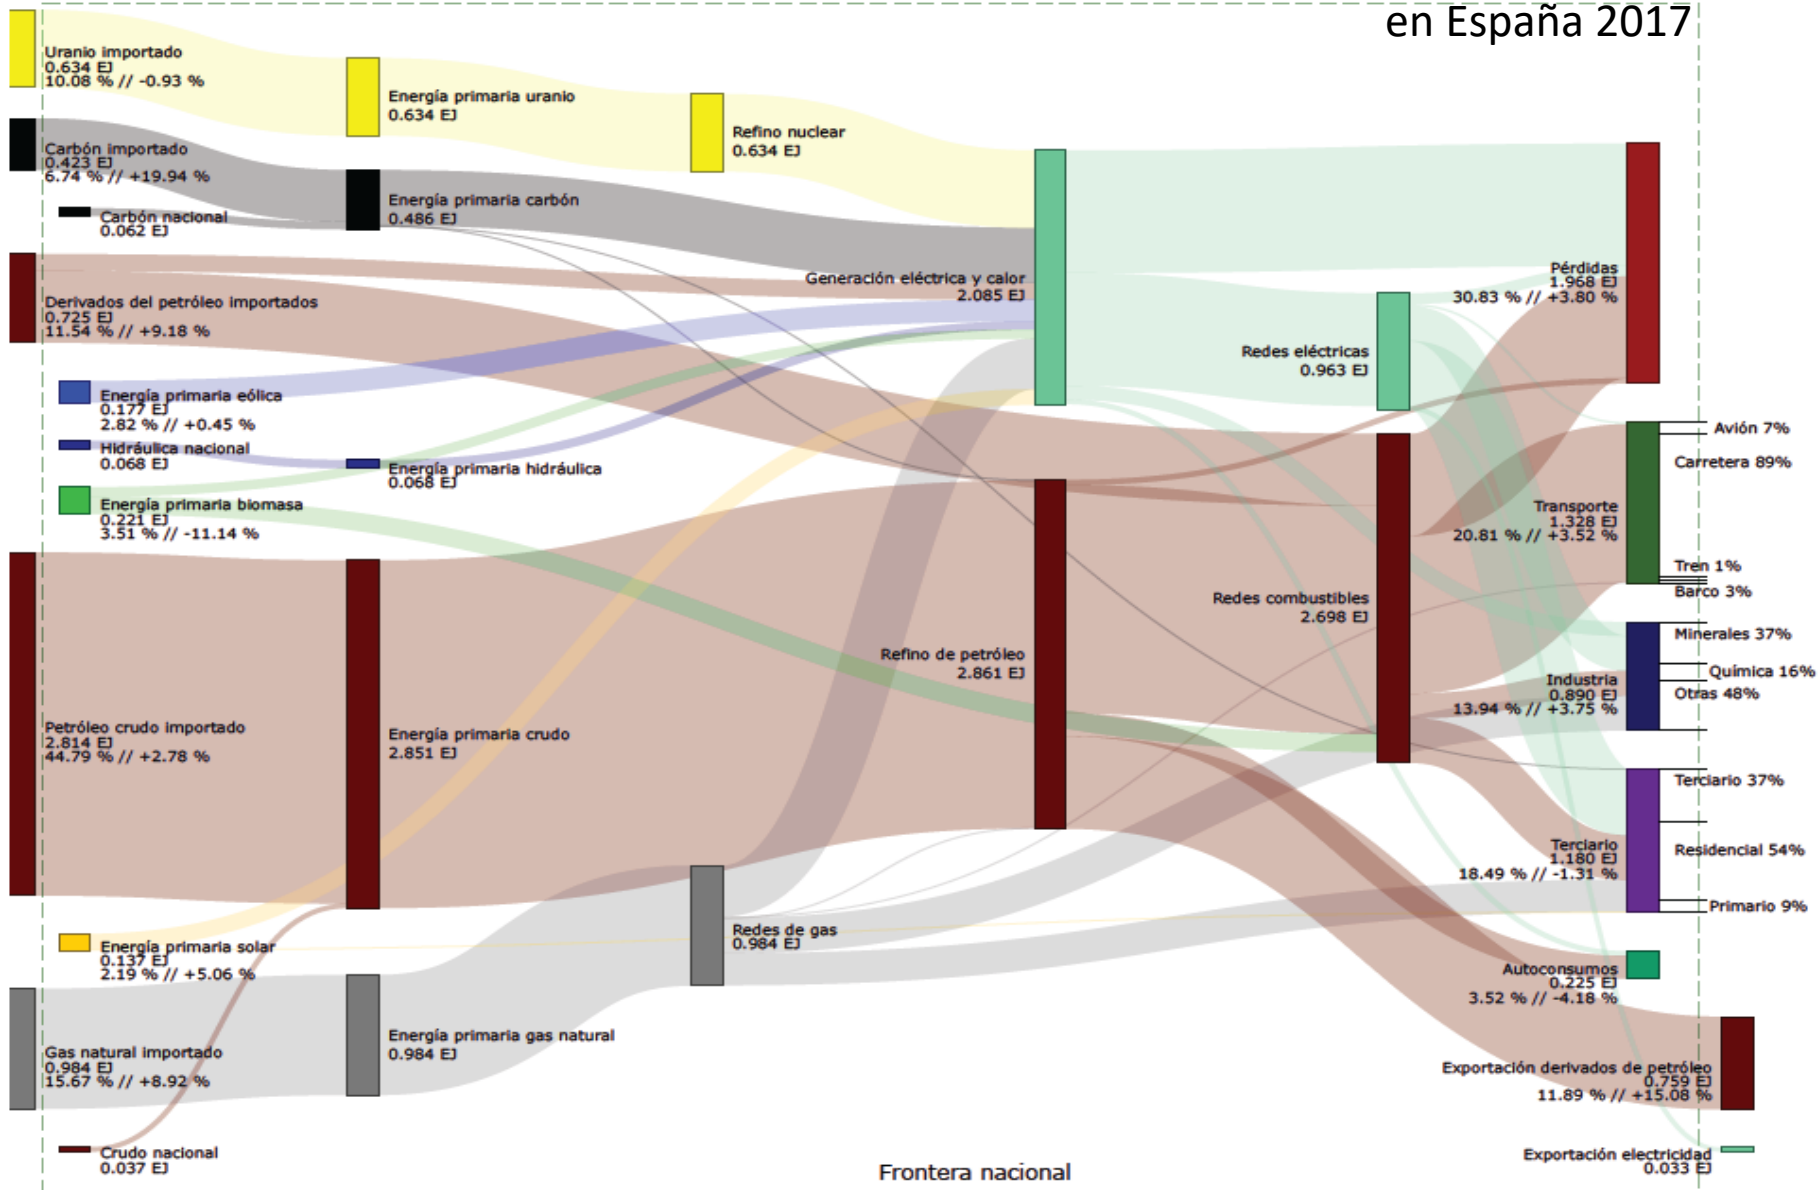 en España 2017
Uranio importado
0.634 EJ
10.08 % // -0.93 %
Energía primaria uranio
0.634 EJ
Refino nuclear
0.634 EJ
Carbón importado
0.423 EJ
6.74 % // +19.94 %
Energía primaria carbón
0.486 EJ
Carbón nacional
0.062 EJ
Derivados del petróleo importados
0.725 EJ
11.54 % // +9.18 %
Generación eléctrica y calor
2.085 EJ
Pérdidas
1.968 EJ
30.83 % // +3.80 %
Redes eléctricas
0.963 EJ
Energía primaria eólica
0.177 EJ
2.82 % // +0.45 %
Hidráulica nacional
0.068 EJ
Energía primaria hidráulica
0.068 EJ
Energía primaria biomasa
0.221 EJ
3.51 % // -11.14 %
Avión 7%
Carretera 89%
Transporte
1.328 EJ
20.81 % // +3.52 %
Tren 1%
Barco 3%
Redes combustibles
2.698 EJ
Refino de petróleo
2.861 EJ
Minerales 37%
Química 16%
Otras 48%
Industria
0.890 EJ
13.94 % // +3.75 %
Petróleo crudo importado
2.814 EJ
44.79 % // +2.78 %
Energía primaria crudo
2.851 EJ
Terciario 37%
Terciario
1.180 EJ
18.49 % // -1.31 %
Residencial 54%
Primario 9%
Redes de gas
0.984 EJ
Energía primaria solar
0.137 EJ
2.19 % // +5.06 %
Autoconsumos
0.225 EJ
3.52 % // -4.18 %
Gas natural importado
0.984 EJ
15.67 % // +8.92 %
Energía primaria gas natural
0.984 EJ
Exportación derivados de petróleo
0.759 EJ
11.89 % // +15.08 %
Crudo nacional
0.037 EJ
Exportación electricidad
0.033 EJ
Frontera nacional